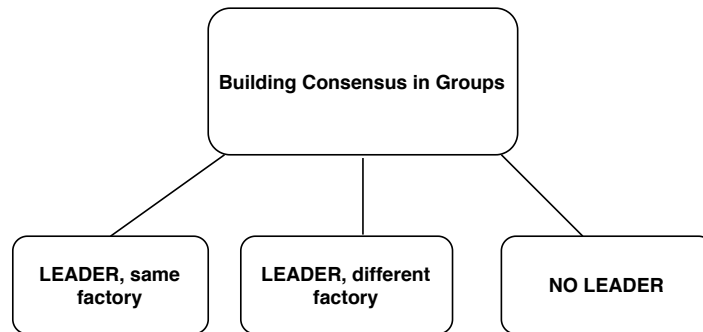 Building Consensus in Groups
LEADER, same
factory
LEADER, different
factory
NO LEADER